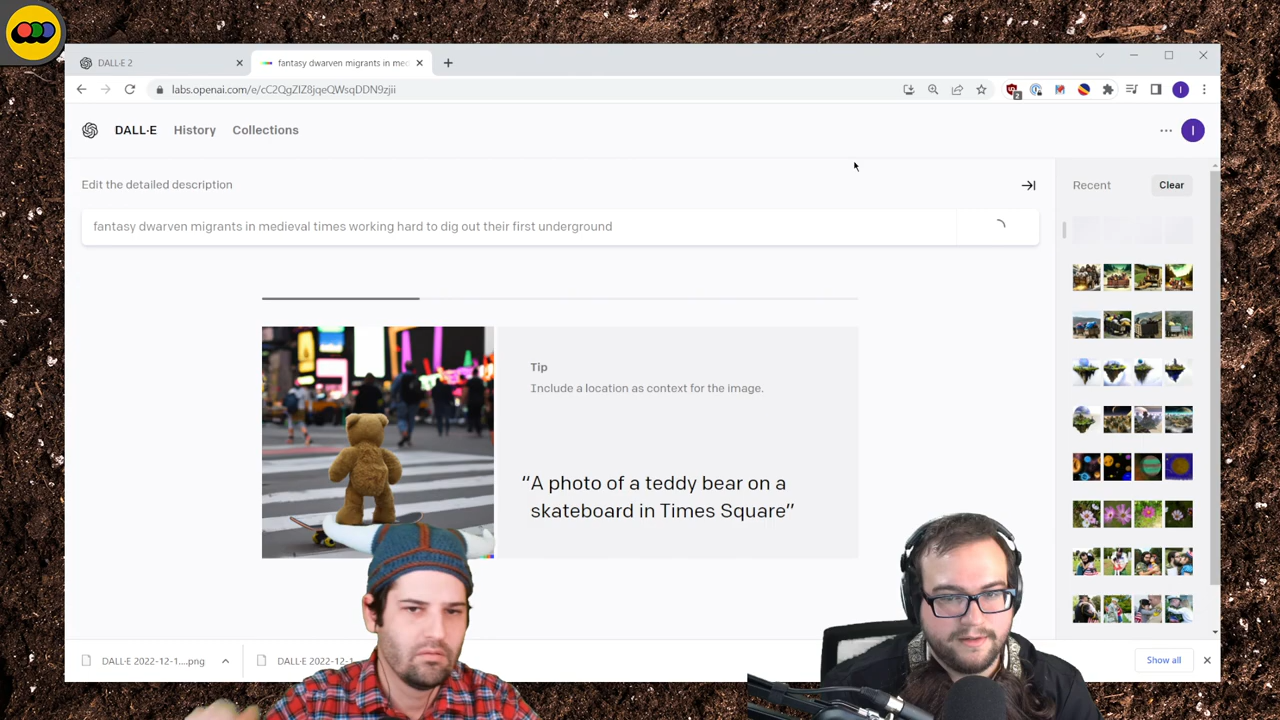 DALL·E 2
fantasy dwarven migrants in med
labs.openai.com/e/cC2QgZIZ8jqeQWsqDDN9zjii
2
I
DALL·E
History
Collections
I
Edit the detailed description
Recent
Clear
fantasy dwarven migrants in medieval times working hard to dig out their first underground
Tip
Include a location as context for the image.
“A photo of a teddy bear on a
skateboard in Times Square”
DALL·E 2022-12-1....png
DALL·E 2022-12-1
Show all